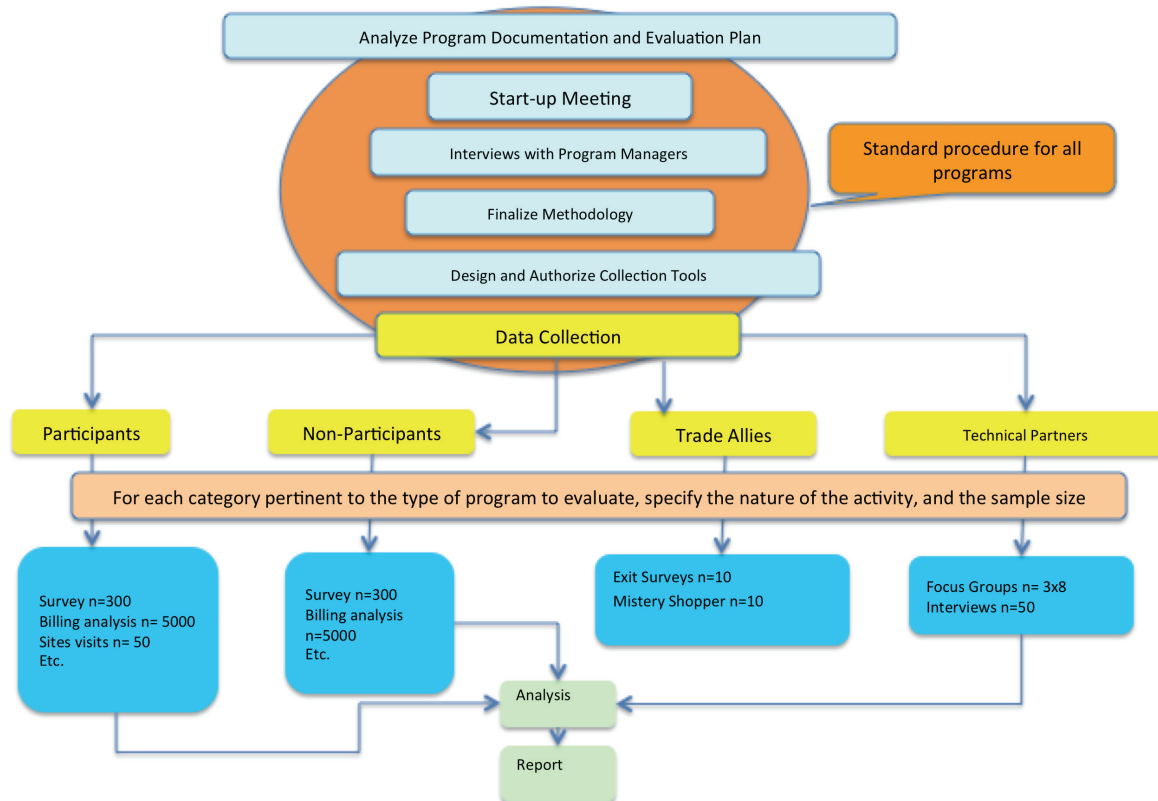 Analyze Program Documentation and Evaluation Plan
Start-up Meeting
Interviews with Program Managers
Standard procedure for all
programs
Finalize Methodology
Design and Authorize Collection Tools
Data Collection
Participants
Non-Participants
Trade Allies
Technical Partners
For each category pertinent to the type of program to evaluate, specify the nature of the activity, and the sample size
Survey n=300
Billing analysis n= 5000
Sites visits n= 50
Etc.
Survey n=300
Billing analysis
n=5000
Etc.
Exit Surveys n=10
Mistery Shopper n=10
Focus Groups n= 3x8
Interviews n=50
Analysis
Report